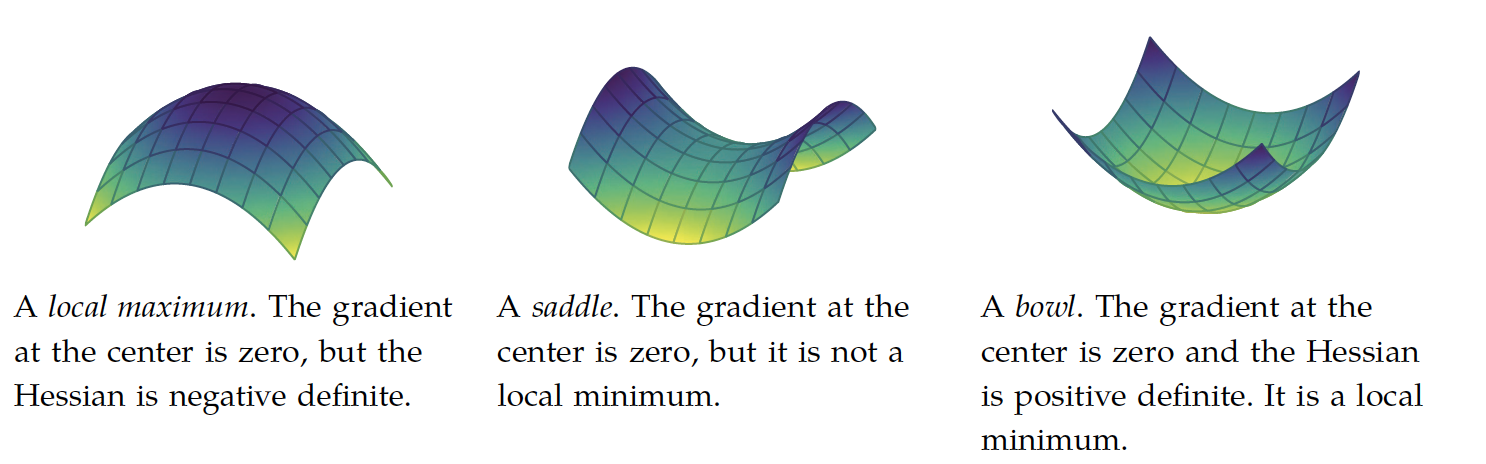 A local maximum. The gradient
at the center is zero, but the
Hessian is negative definite.
A saddle. The gradient at the
center is zero, but it is not a
local minimum.
A bowl. The gradient at the
center is zero and the Hessian
is positive definite. It is a local
minimum.